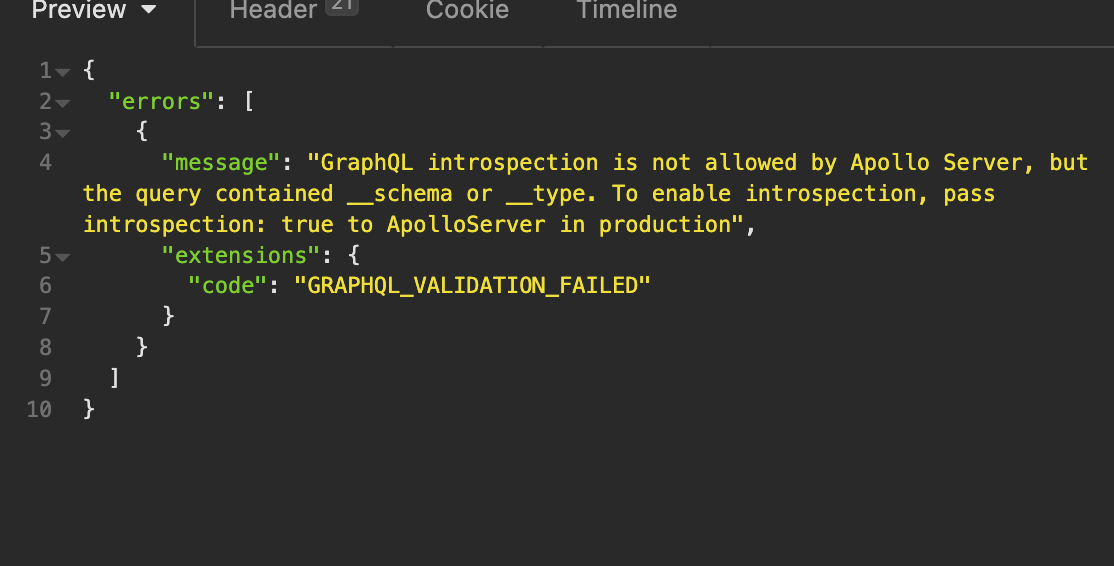 Preview Header 21 Cookie Timeline
1 {
2 "errors": [
3 {
4 "message": "GraphQL introspection is not allowed by Apollo Server, but
the query contained __schema or __type. To enable introspection, pass
introspection: true to ApolloServer in production",
5 "extensions": {
6 "code": "GRAPHQL_VALIDATION_FAILED"
7 }
8 }
9 ]
10 }